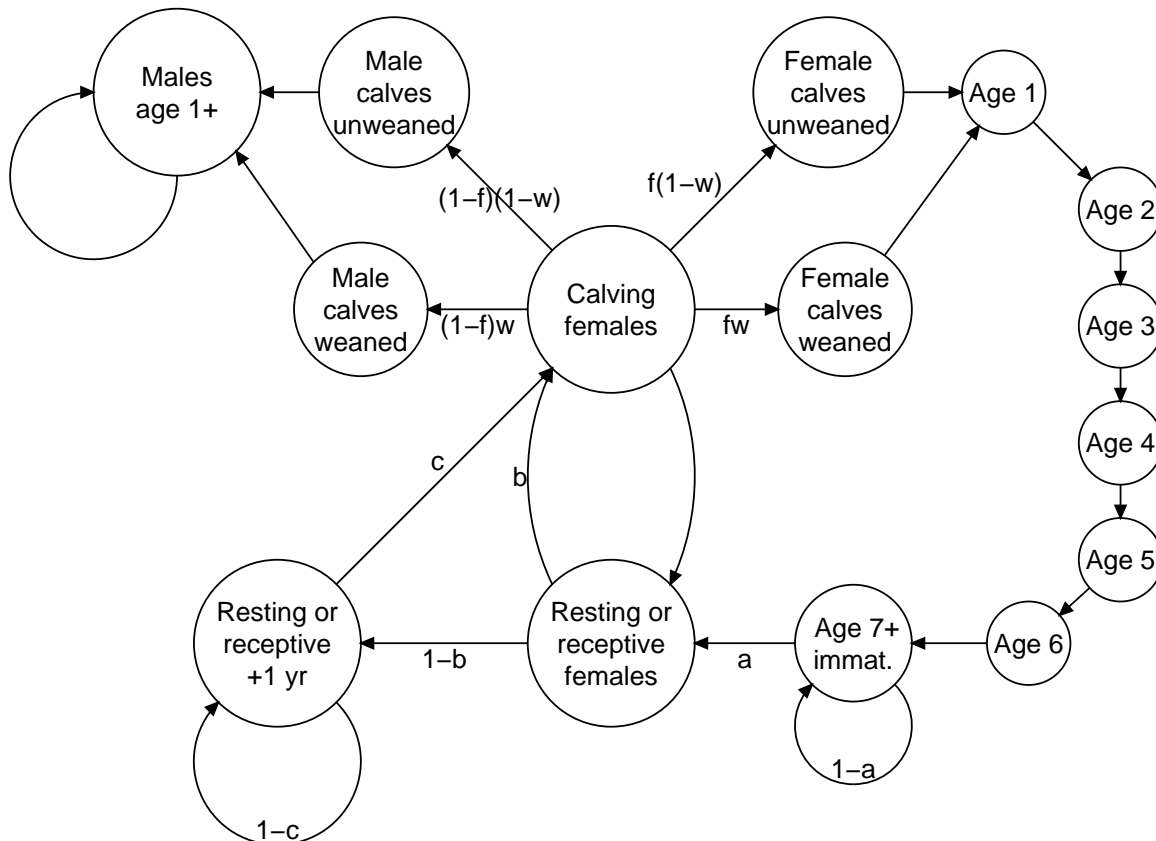 Males
age 1+
Male
calves
unweaned
Female
calves
unweaned
Age 1
(1−f)(1−w)
f(1−w)
Age 2
Male
calves
weaned
(1−f)w
Calving
females
fw
Female
calves
weaned
Age 3
Age 4
c
b
Age 5
Resting or
receptive
+1 yr
1−b
Resting or
receptive
females
a
Age 7+
immat.
Age 6
1−a
1−c